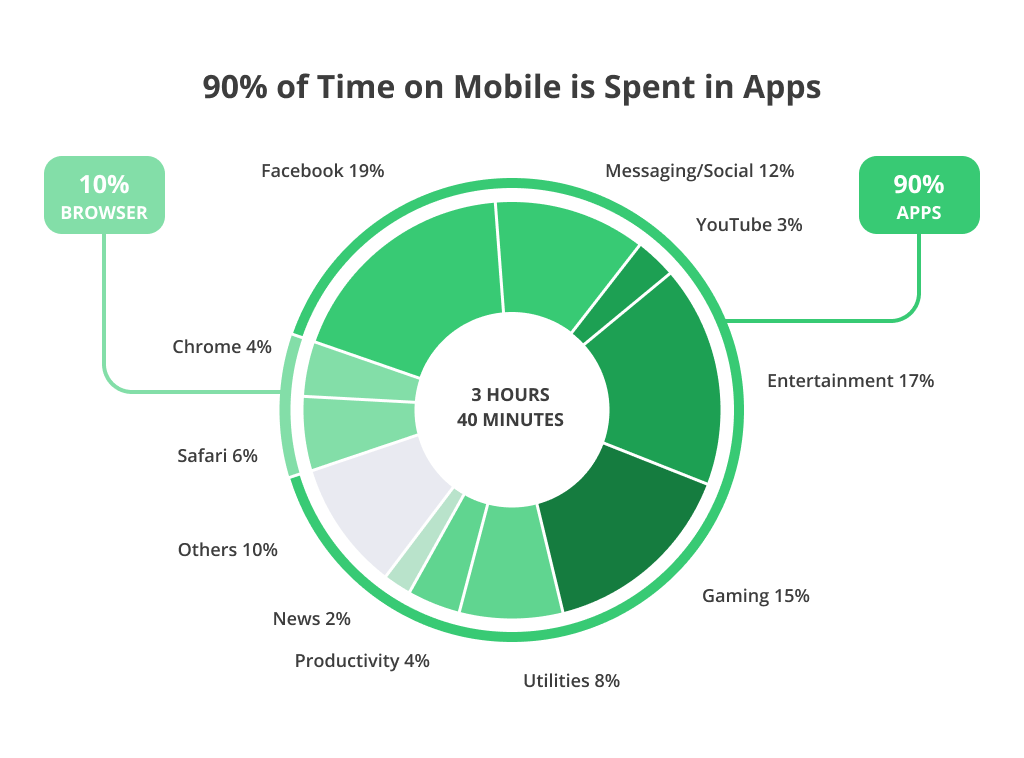 90% of Time on Mobile is Spent in Apps
10%
BROWSER
90%
APPS
Facebook 19%
Messaging/Social 12%
YouTube 3%
Chrome 4%
Entertainment 17%
3 HOURS
40 MINUTES
Safari 6%
Others 10%
Gaming 15%
News 2%
Productivity 4%
Utilities 8%